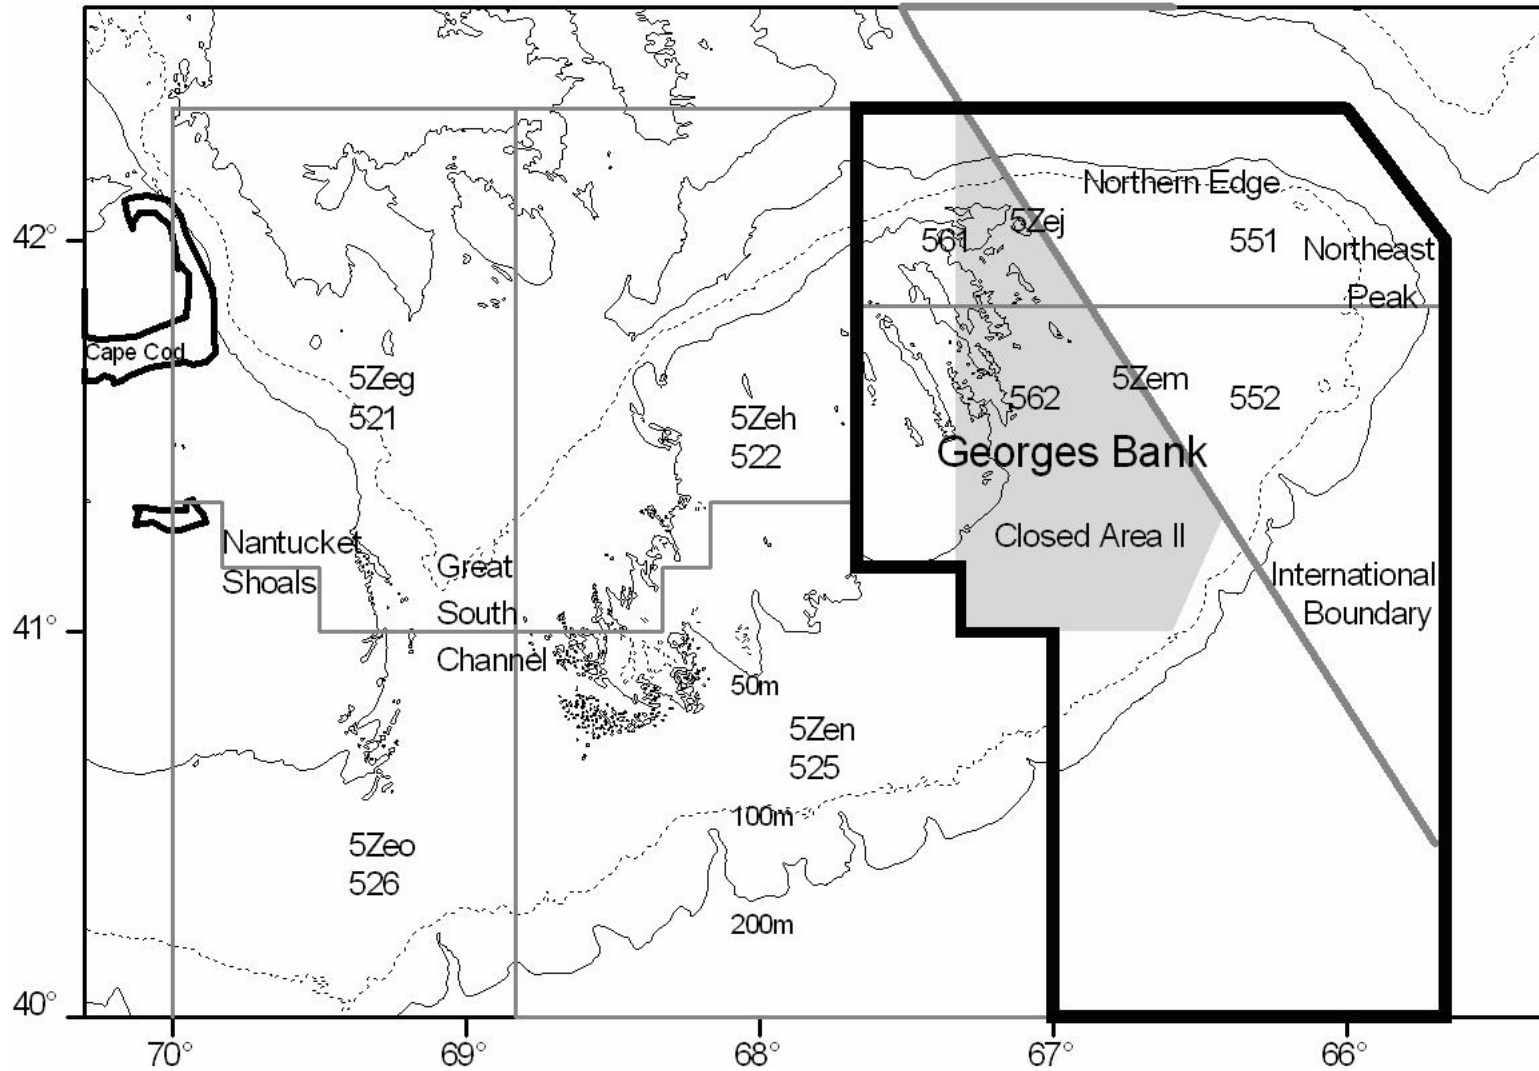 Northern Edge
5Zej
42°
561
551
Northeast
Peak
Cape Cod
5Zeg
521
5Zem
562
552
5Zeh
522
Georges Bank
Closed Area II
Nantucket
Shoals
Great
South
Channel
International
Boundary
41°
50m
5Zen
525
100m
5Zeo
526
200m
40°
70°
69°
68°
67°
66°